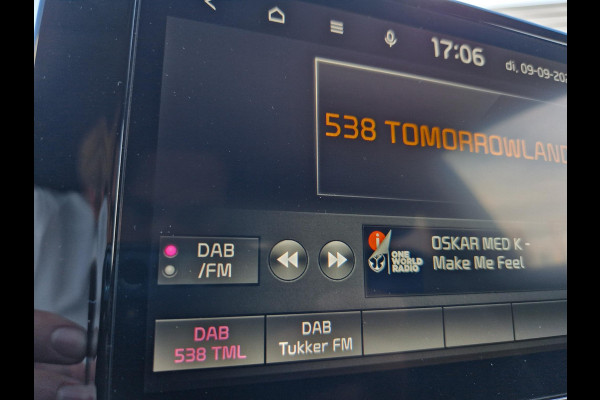 17:06
di, 09-09-202
538 TOMORROWLAND
DAB
/FM
i
ONE
WORLD
RADIO
OSKAR MED K -
Make Me Feel
DAB
538 TML
DAB
Tukker FM